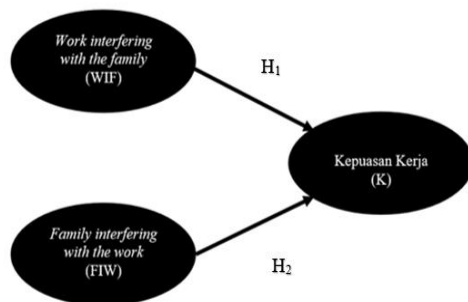 Work interfering
with the family
(WIF)
H1
Kepuasan Kerja
(K)
Family interfering
with the work
(FIW)
H2